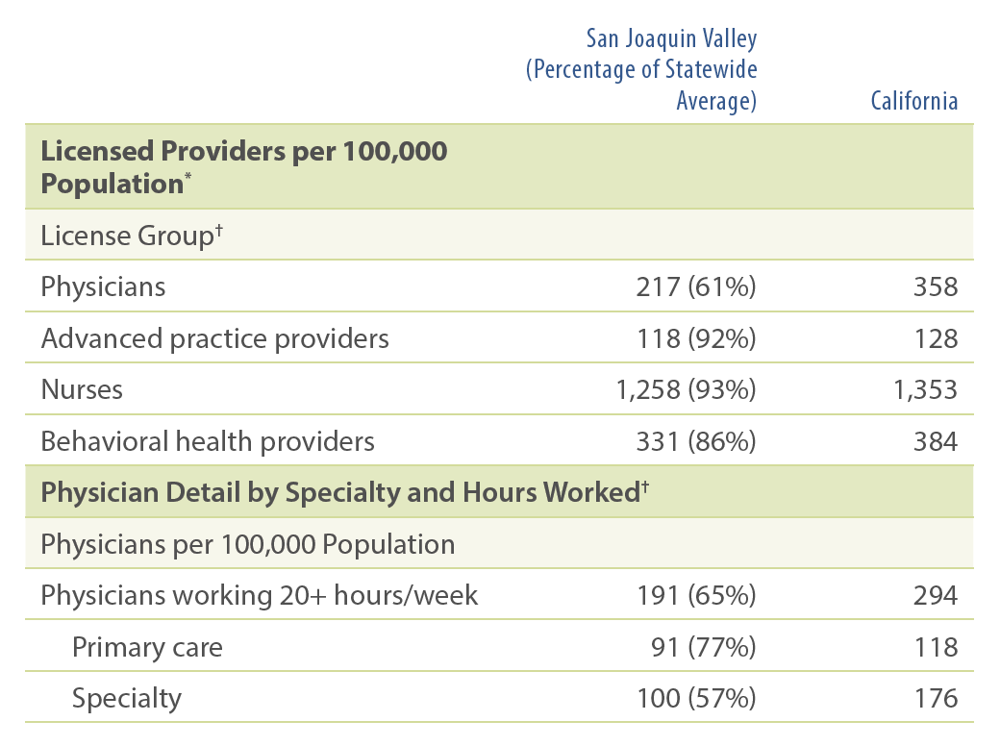 San Joaquin Valley
(Percentage of Statewide
Average) California
Licensed Providers per 100,000
Population*
License Group†
Physicians 217 (61%) 358
Advanced practice providers 118 (92%) 128
Nurses 1,258 (93%) 1,353
Behavioral health providers 331 (86%) 384
Physician Detail by Specialty and Hours Worked†
Physicians per 100,000 Population
Physicians working 20+ hours/week 191 (65%) 294
Primary care 91 (77%) 118
Specialty 100 (57%) 176